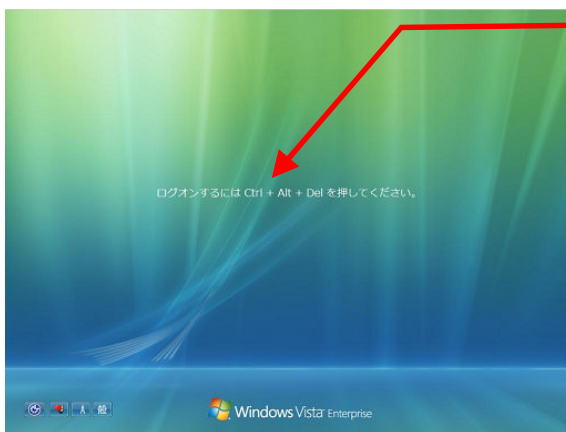 ログオンするには Ctrl + Alt + Del を押してください。
Windows Vista™ Enterprise